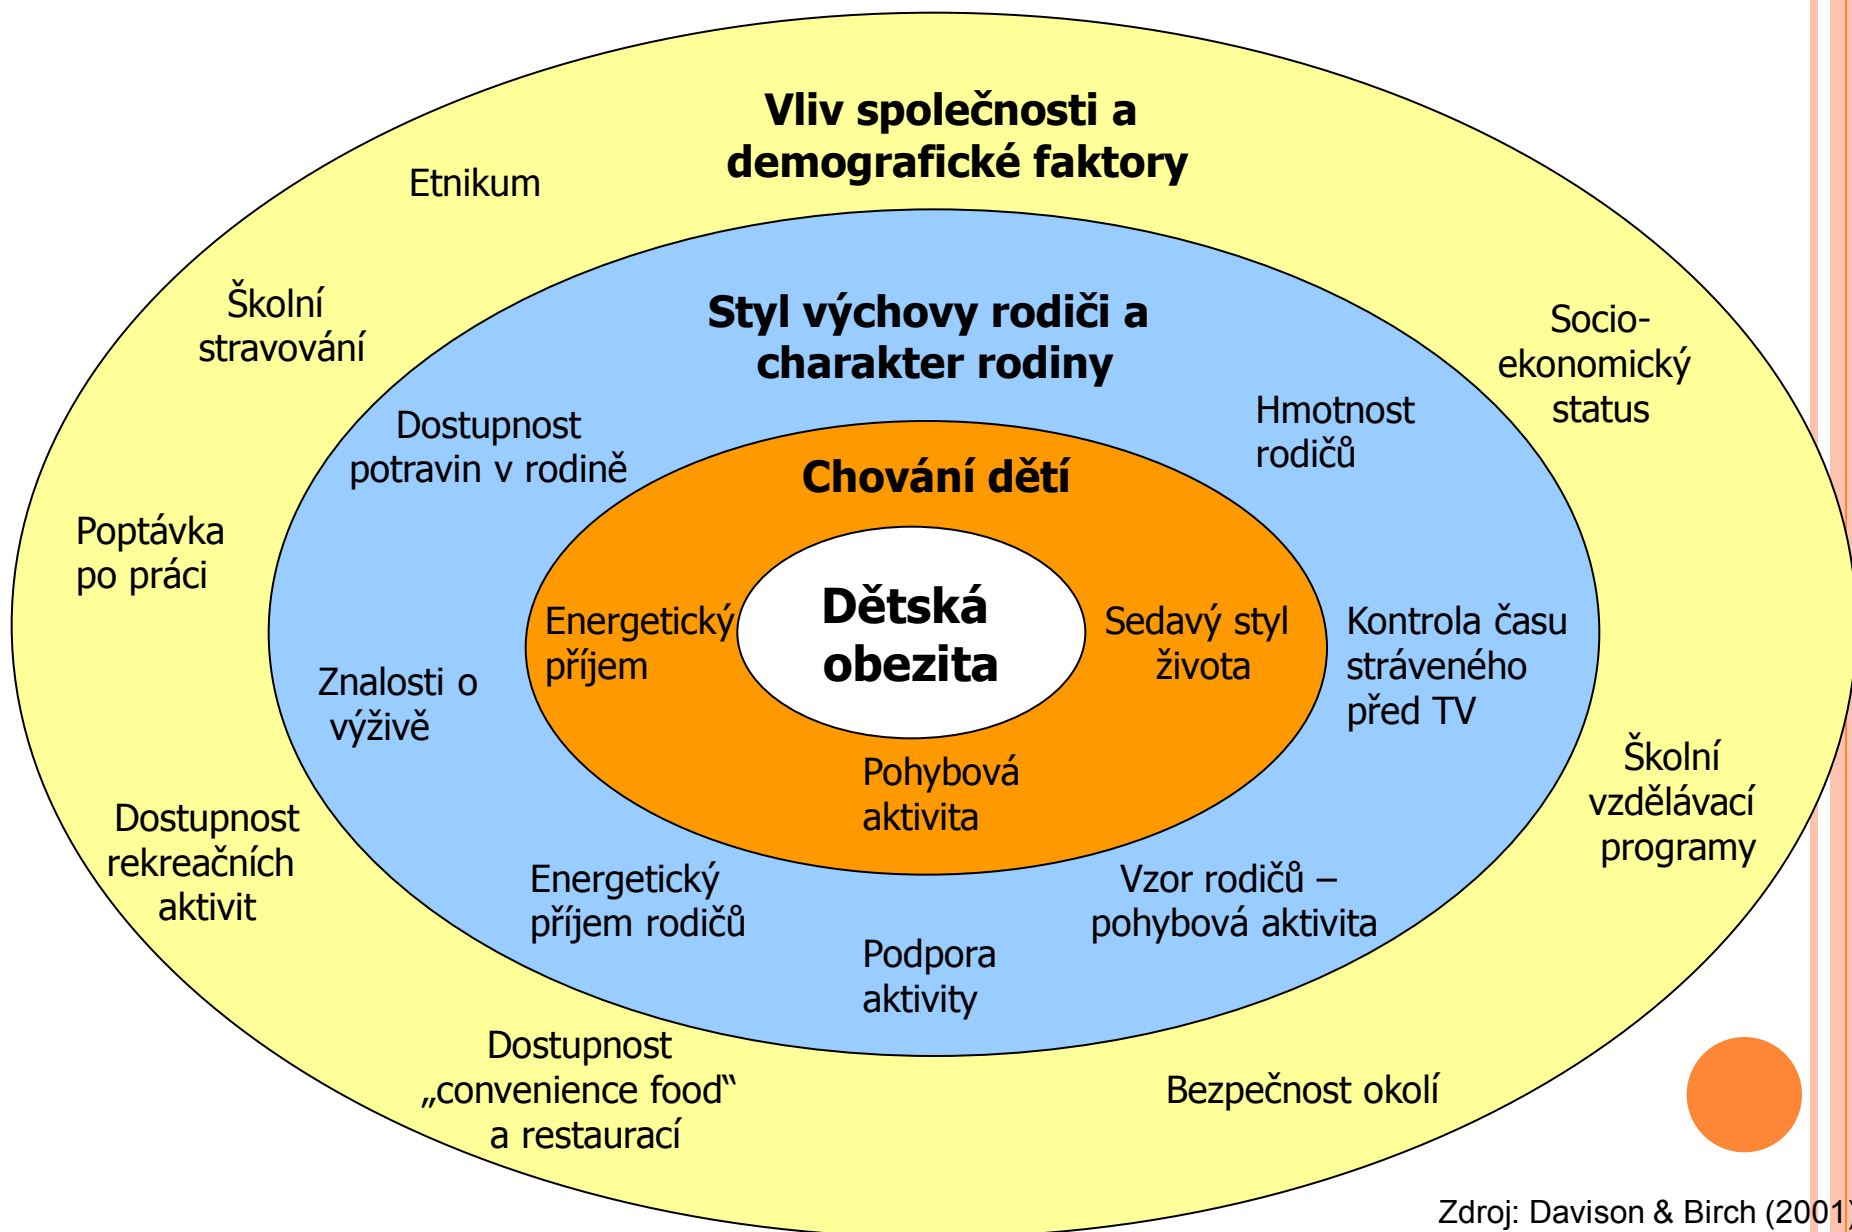 Vliv společnosti a
demografické faktory
Etnikum
Školní
stravování
Styl výchovy rodiči a
charakter rodiny
Socio-
ekonomický
status
Dostupnost
potravin v rodině
Hmotnost
rodičů
Chování dětí
Poptávka
po práci
Energetický
příjem
Dětská
obezita
Sedavý styl
života
Kontrola času
stráveného
před TV
Znalosti o
výživě
Pohybová
aktivita
Školní
vzdělávací
programy
Dostupnost
rekreačních
aktivit
Energetický
příjem rodičů
Vzor rodičů –
pohybová aktivita
Podpora
aktivity
Dostupnost
„convenience food“
a restaurací
Bezpečnost okolí
Zdroj: Davison & Birch (2001)